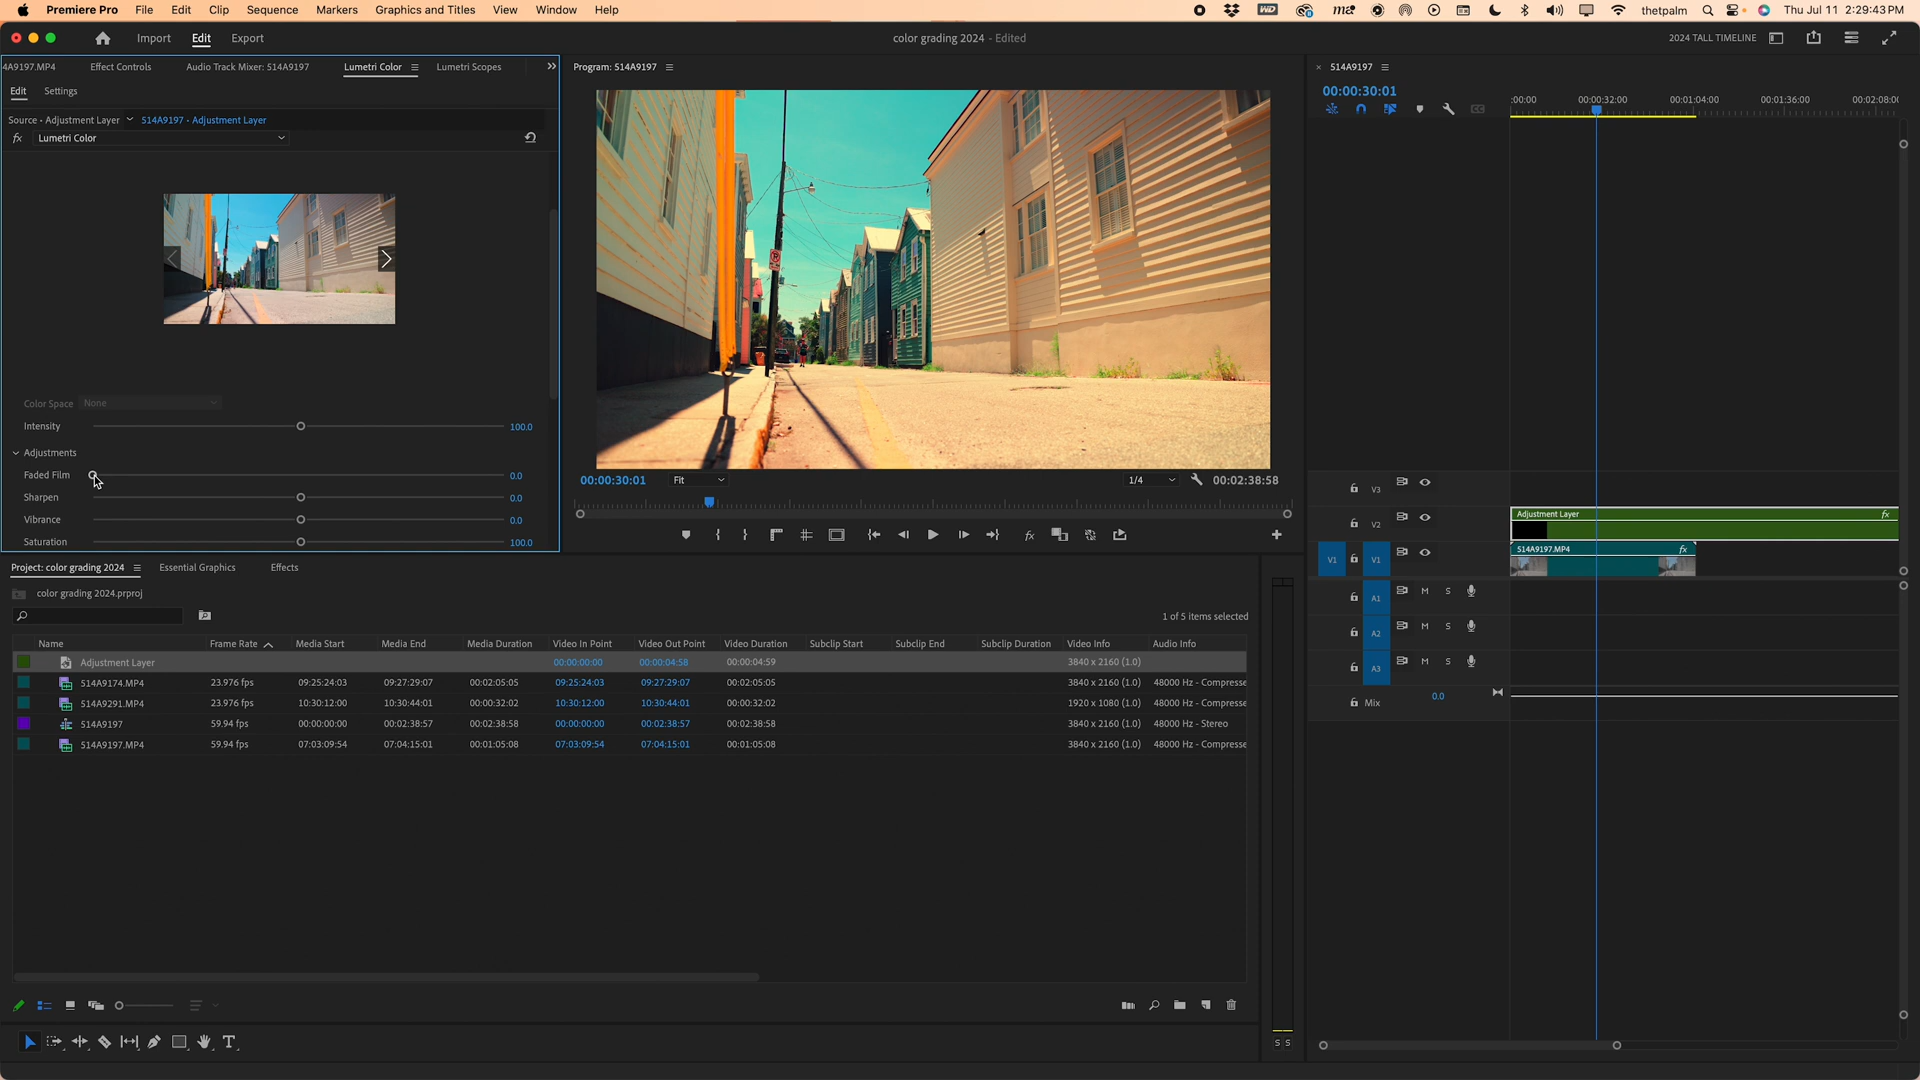 Premiere Pro File Edit Clip Sequence Markers Graphics and Titles View Window Help thetpalm Thu Jul 11 2:29:43 PM
Import Edit Export color grading 2024 - Edited 2024 TALL TIMELINE
4A9197.MP4 Effect Controls Audio Track Mixer: 514A9197 Lumetri Color Lumetri Scopes
Program: 514A9197
514A9197
Edit Settings
00:00:30:01
:00:00 00:00:32:00 00:01:04:00 00:01:36:00 00:02:08:00
Source • Adjustment Layer 514A9197 • Adjustment Layer
fx Lumetri Color
Color Space None
Intensity 100.0
Adjustments
Faded Film 0.0
Sharpen 0.0
Vibrance 0.0
Saturation 100.0
00:00:30:01 Fit 1/4 00:02:38:58
V3
V2 Adjustment Layer fx
V1 V1 514A9197.MP4 fx
A1 M S
A2 M S
A3 M S
Mix 0.0
Project: color grading 2024 Essential Graphics Effects
color grading 2024.prproj
1 of 5 items selected
Name Frame Rate Media Start Media End Media Duration Video In Point Video Out Point Video Duration Subclip Start Subclip End Subclip Duration Video Info Audio Info
Adjustment Layer 00:00:00:00 00:00:04:58 00:00:04:59 3840 x 2160 (1.0)
514A9174.MP4 23.976 fps 09:25:24:03 09:27:29:07 00:02:05:05 09:25:24:03 09:27:29:07 00:02:05:05 3840 x 2160 (1.0) 48000 Hz - Compresse
514A9291.MP4 23.976 fps 10:30:12:00 10:30:44:01 00:00:32:02 10:30:12:00 10:30:44:01 00:00:32:02 1920 x 1080 (1.0) 48000 Hz - Compresse
514A9197 59.94 fps 00:00:00:00 00:02:38:57 00:02:38:58 00:00:00:00 00:02:38:57 00:02:38:58 3840 x 2160 (1.0) 48000 Hz - Stereo
514A9197.MP4 59.94 fps 07:03:09:54 07:04:15:01 00:01:05:08 07:03:09:54 07:04:15:01 00:01:05:08 3840 x 2160 (1.0) 48000 Hz - Compresse
S S